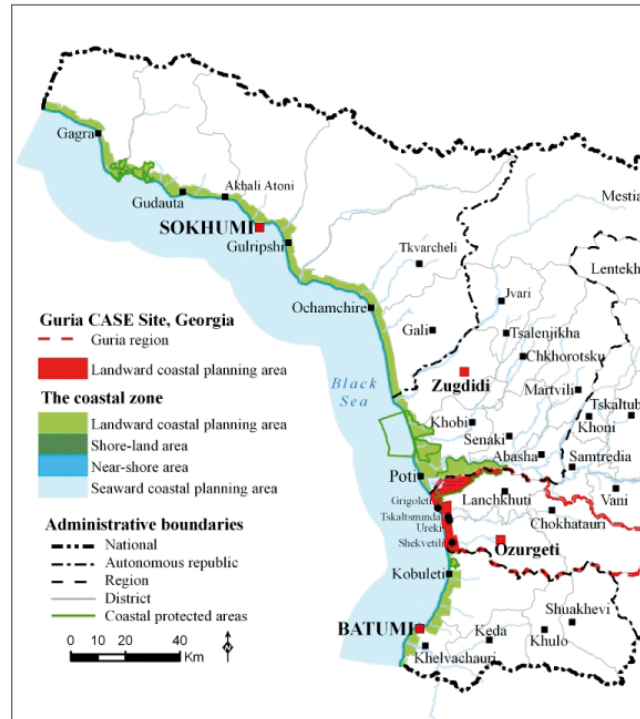 Gagra
Gudauta
Akhali Atoni
SOKHUMI
Gulripshi
Mestia
Tkvarcheli
Lentekh
Ochamchire
Jvari
Gali
Tsalenjikha
Chkhorotsku
Zugdidi
Martvili
Tskaltub
Khobi
Khoni
Senaki
Abasha
Samtredia
Black
Sea
Poti
Grigoleti
Lanchkhuti
Vani
Tskaltsminda
Chokhatauri
Ureki
Shekvetili
Ozurgeti
Kobuleti
Shuakhevi
BATUMI
Keda
Khulo
Khelvachauri
Guria CASE Site, Georgia
Guria region
Landward coastal planning area
The coastal zone
Landward coastal planning area
Shore-land area
Near-shore area
Seaward coastal planning area
Administrative boundaries
National
Autonomous republic
Region
District
Coastal protected areas
0 10 20 40
Km
N